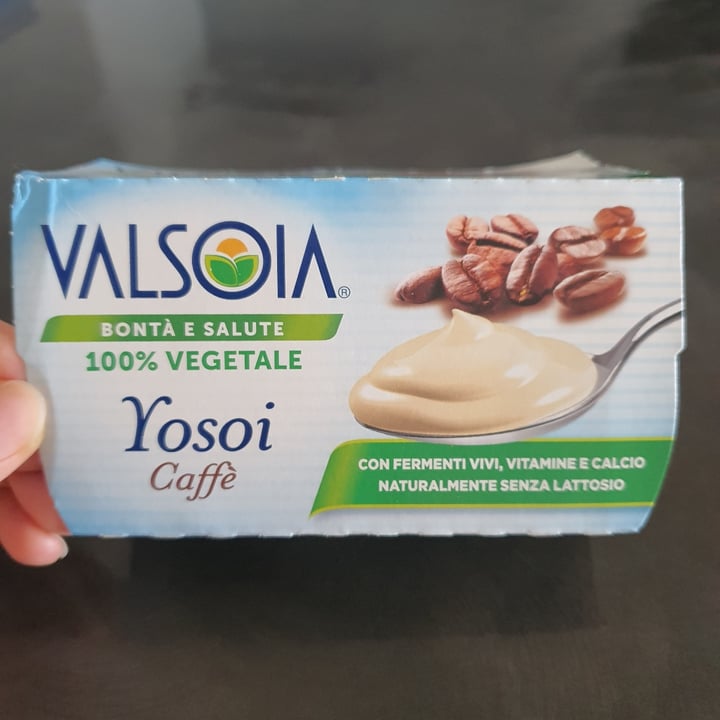 VALSOIA®
BONTÀ E SALUTE
100% VEGETALE
Yosoi
Caffè
CON FERMENTI VIVI, VITAMINE E CALCIO
NATURALMENTE SENZA LATTOSIO